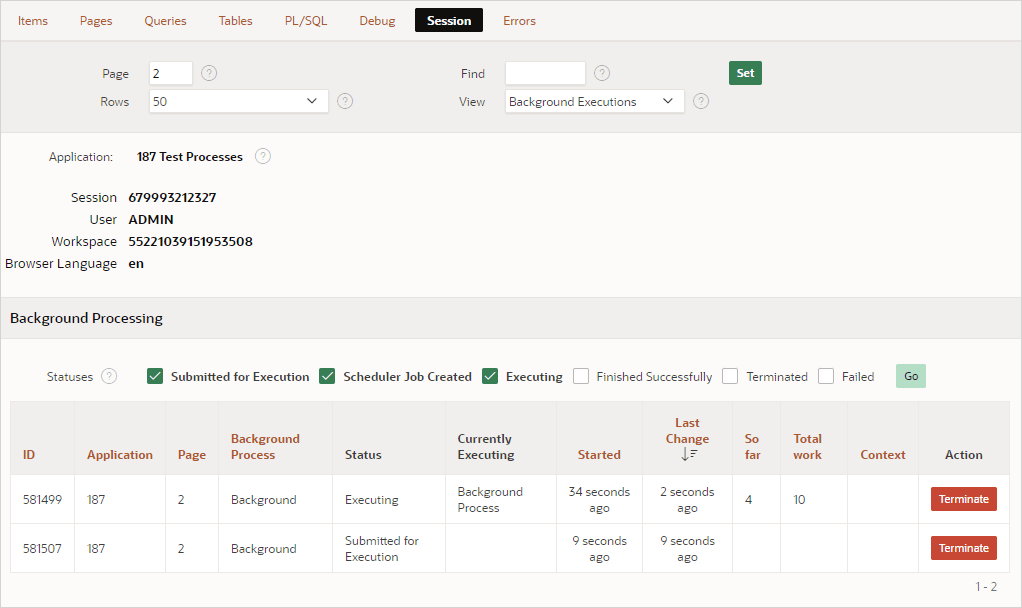 Items Pages Queries Tables PL/SQL Debug Session Errors
Page 2 ? Find ? Set
Rows 50 ? View Background Executions ?
Application: 187 Test Processes ?
Session 679993212327
User ADMIN
Workspace 55221039151953508
Browser Language en
Background Processing
Statuses ? Submitted for Execution Scheduler Job Created Executing Finished Successfully Terminated Failed Go
ID Application Page Background Process Status Currently Executing Started Last Change So far Total work Context Action
581499 187 2 Background Executing Background Process 34 seconds ago 2 seconds ago 4 10 Terminate
581507 187 2 Background Submitted for Execution 9 seconds ago 9 seconds ago Terminate
1 - 2